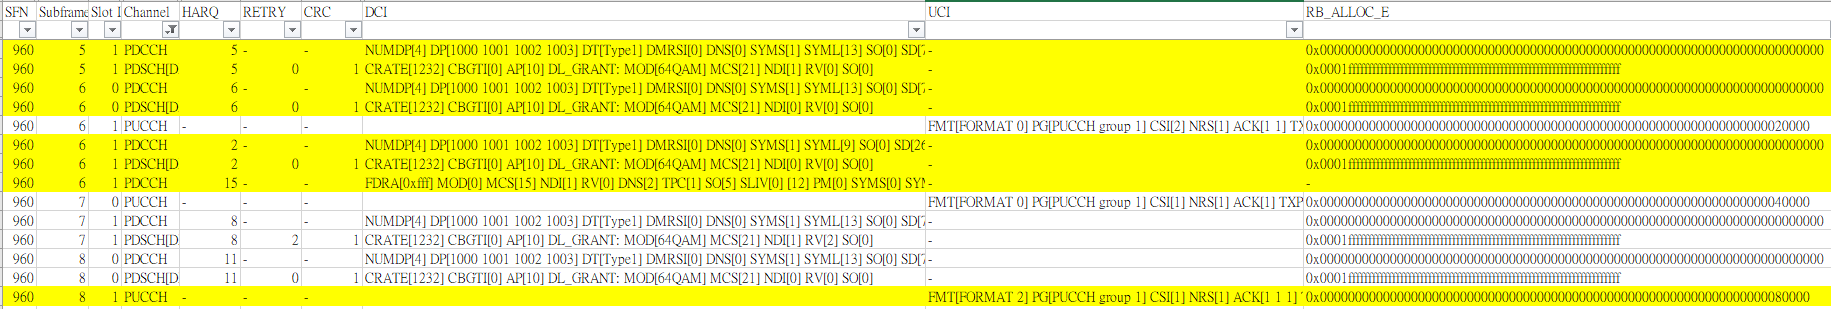 SFN Subframe Slot I Channel HARQ RETRY CRC DCI UCI RB_ALLOC_E
960 5 1 PDCCH 5 - - NUMDP[4] DP[1000 1001 1002 1003] DT[Type1] DMRSI[0] DNS[0] SYMS[1] SYML[13] SO[0] SD[7 -
960 5 1 PDSCH[D 5 0 1 CRATE[1232] CBGTI[0] AP[10] DL_GRANT: MOD[64QAM] MCS[21] NDI[1] RV[0] SO[0] -
960 6 0 PDCCH 6 - - NUMDP[4] DP[1000 1001 1002 1003] DT[Type1] DMRSI[0] DNS[0] SYMS[1] SYML[13] SO[0] SD[7 -
960 6 0 PDSCH[D 6 0 1 CRATE[1232] CBGTI[0] AP[10] DL_GRANT: MOD[64QAM] MCS[21] NDI[0] RV[0] SO[0] -
960 6 1 PUCCH - - - FMT[FORMAT 0] PG[PUCCH group 1] CSI[2] NRS[1] ACK[1 1] TX
960 6 1 PDCCH 2 - - NUMDP[4] DP[1000 1001 1002 1003] DT[Type1] DMRSI[0] DNS[0] SYMS[1] SYML[9] SO[0] SD[26 -
960 6 1 PDSCH[D 2 0 1 CRATE[1232] CBGTI[0] AP[10] DL_GRANT: MOD[64QAM] MCS[21] NDI[0] RV[0] SO[0] -
960 6 1 PDCCH 15 - - FDRA[0xfff] MOD[0] MCS[15] NDI[1] RV[0] DNS[2] TPC[1] SO[5] SLIV[0] [12] PM[0] SYMS[0] SYM - -
960 7 0 PUCCH - - - FMT[FORMAT 0] PG[PUCCH group 1] CSI[1] NRS[1] ACK[1] TXP
960 7 1 PDCCH 8 - - NUMDP[4] DP[1000 1001 1002 1003] DT[Type1] DMRSI[0] DNS[0] SYMS[1] SYML[13] SO[0] SD[7 -
960 7 1 PDSCH[D 8 2 1 CRATE[1232] CBGTI[0] AP[10] DL_GRANT: MOD[64QAM] MCS[21] NDI[1] RV[2] SO[0] -
960 8 0 PDCCH 11 - - NUMDP[4] DP[1000 1001 1002 1003] DT[Type1] DMRSI[0] DNS[0] SYMS[1] SYML[13] SO[0] SD[7 -
960 8 0 PDSCH[D 11 0 1 CRATE[1232] CBGTI[0] AP[10] DL_GRANT: MOD[64QAM] MCS[21] NDI[0] RV[0] SO[0] -
960 8 1 PUCCH - - - FMT[FORMAT 2] PG[PUCCH group 1] CSI[1] NRS[1] ACK[1 1 1]